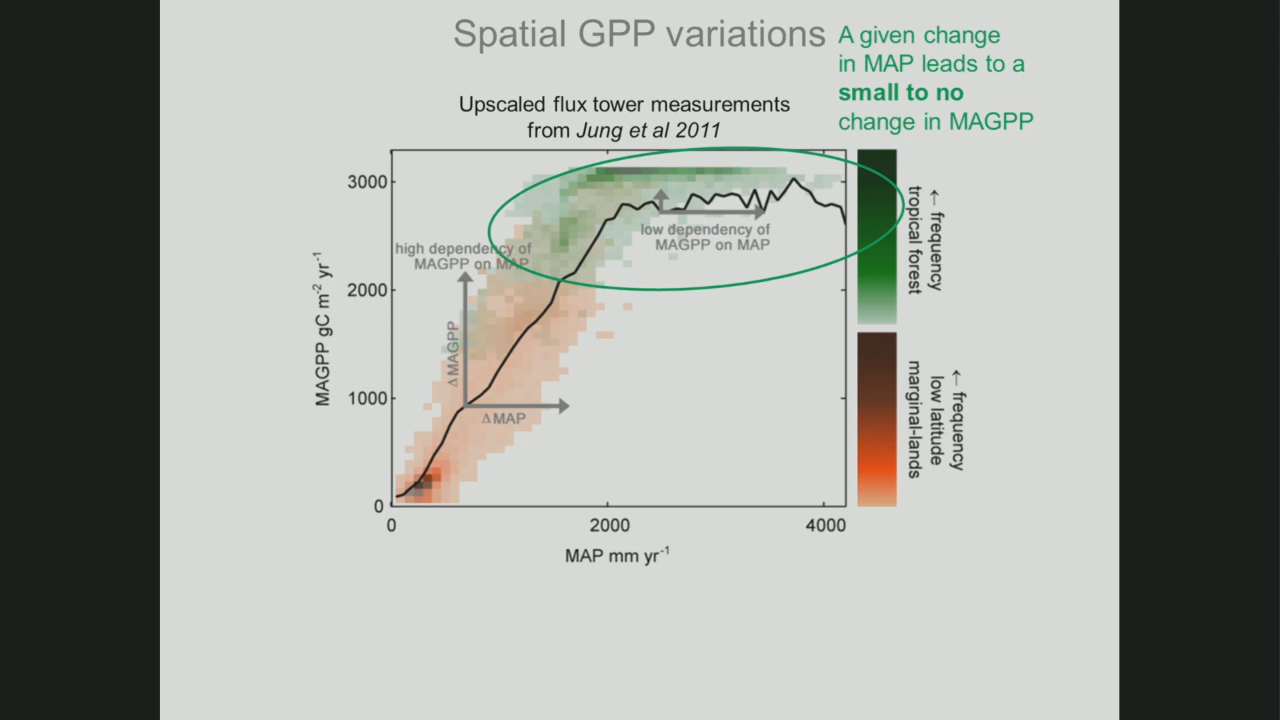 Spatial GPP variations
A given change
in MAP leads to a
small to no
change in MAGPP
Upscaled flux tower measurements
from Jung et al 2011
3000
2000
1000
0
MAGPP gC m-2 yr-1
high dependency of
MAGPP on MAP
Δ MAGPP
Δ MAP
low dependency of
MAGPP on MAP
0
2000
4000
MAP mm yr-1
← frequency
tropical forest
← frequency
low latitude
marginal-lands